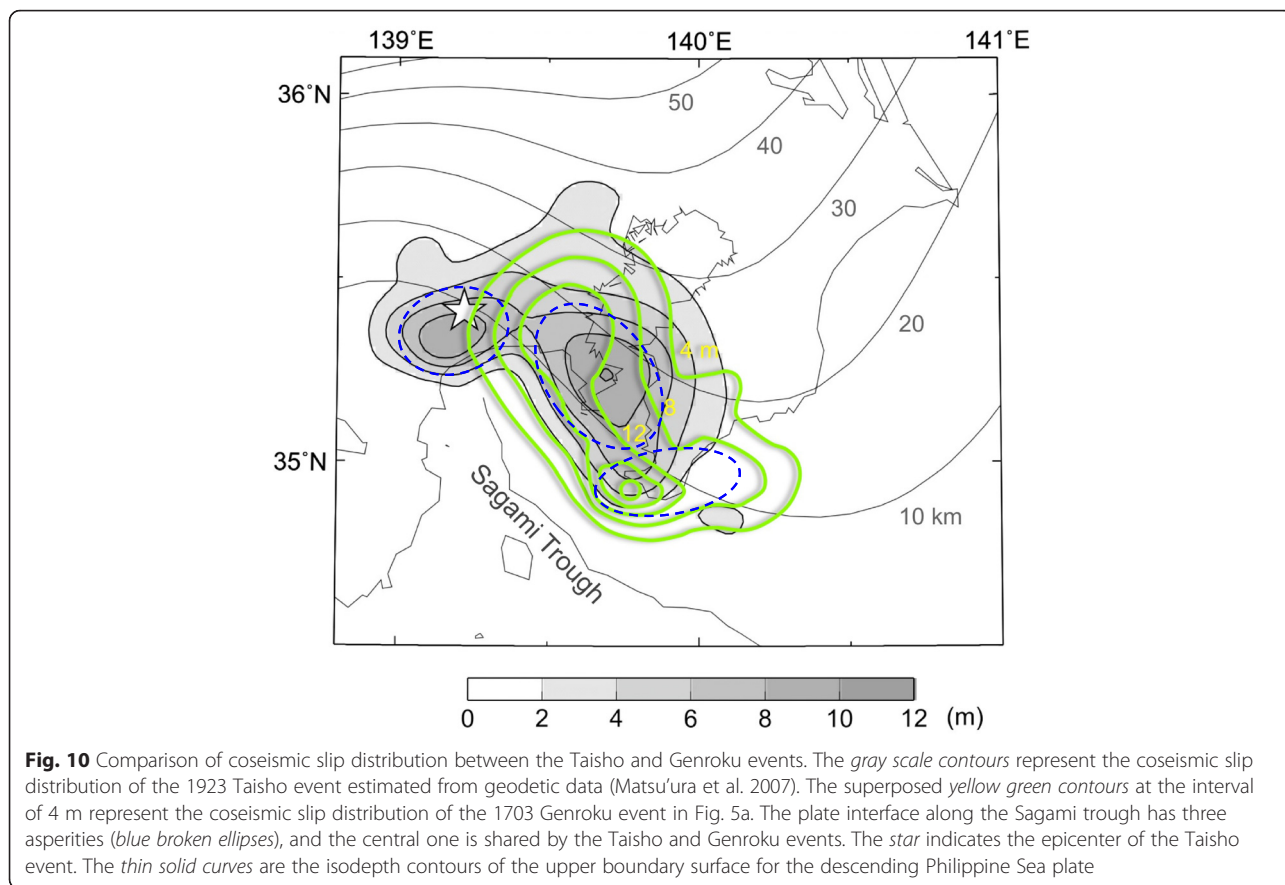 139˚E 140˚E 141˚E
36˚N
50
40
30
20
4 m
8
12
35˚N
10 km
Sagami Trough
0 2 4 6 8 10 12 (m)
Fig. 10 Comparison of coseismic slip distribution between the Taisho and Genroku events. The gray scale contours represent the coseismic slip
distribution of the 1923 Taisho event estimated from geodetic data (Matsu'ura et al. 2007). The superposed yellow green contours at the interval
of 4 m represent the coseismic slip distribution of the 1703 Genroku event in Fig. 5a. The plate interface along the Sagami trough has three
asperities (blue broken ellipses), and the central one is shared by the Taisho and Genroku events. The star indicates the epicenter of the Taisho
event. The thin solid curves are the isodepth contours of the upper boundary surface for the descending Philippine Sea plate